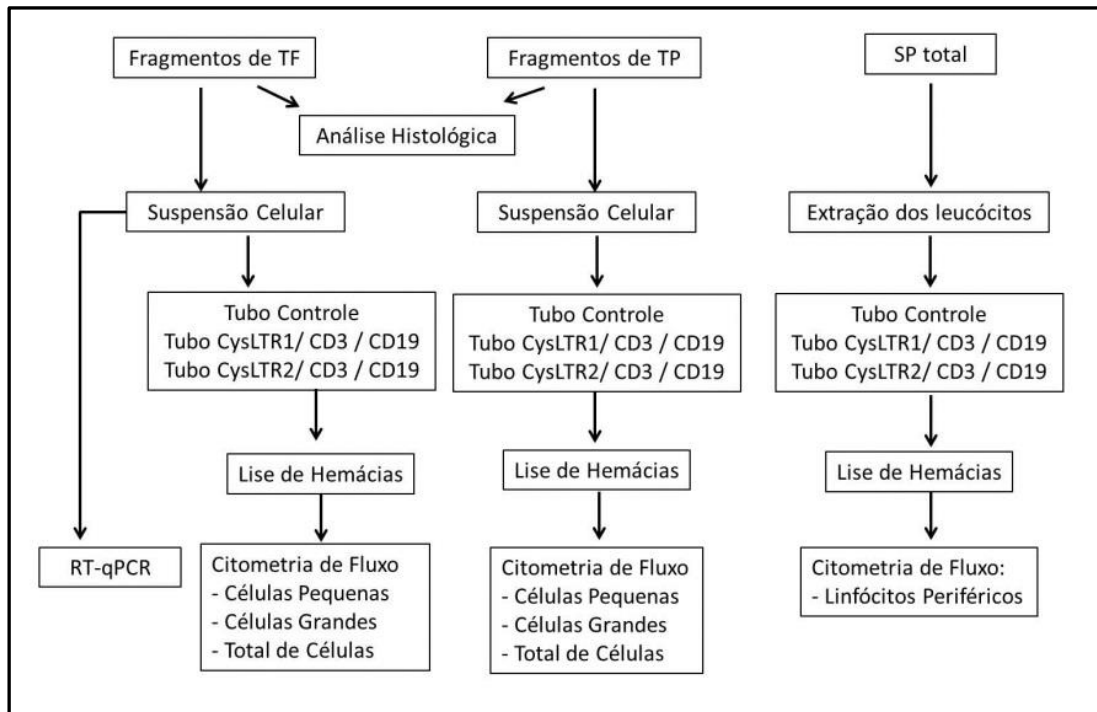 Fragmentos de TF
Fragmentos de TP
SP total
Análise Histológica
Suspensão Celular
Suspensão Celular
Extração dos leucócitos
Tubo Controle
Tubo CysLTR1/ CD3 / CD19
Tubo CysLTR2/ CD3 / CD19
Tubo Controle
Tubo CysLTR1/ CD3 / CD19
Tubo CysLTR2/ CD3 / CD19
Tubo Controle
Tubo CysLTR1/ CD3 / CD19
Tubo CysLTR2/ CD3 / CD19
Lise de Hemácias
Lise de Hemácias
Lise de Hemácias
RT-qPCR
Citometria de Fluxo
- Células Pequenas
- Células Grandes
- Total de Células
Citometria de Fluxo
- Células Pequenas
- Células Grandes
- Total de Células
Citometria de Fluxo:
- Linfócitos Periféricos